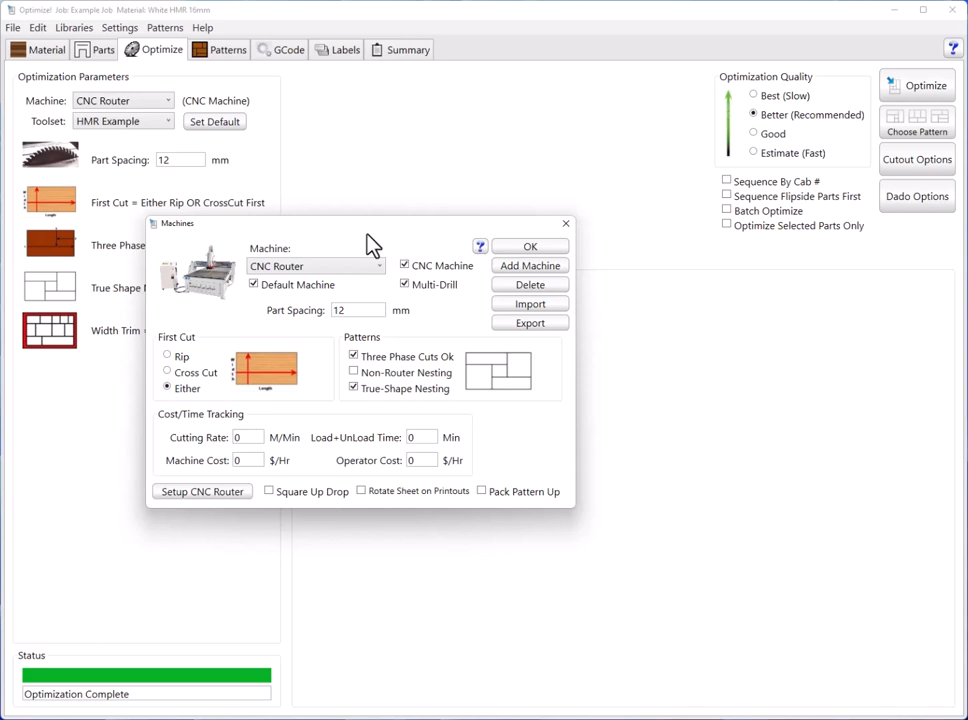 Optimize! Job: Example Job Material: White HMR 16mm
File Edit Libraries Settings Patterns Help
Material Parts Optimize Patterns GCode Labels Summary ?
Optimization Parameters
Machine: CNC Router (CNC Machine)
Toolset: HMR Example Set Default
Part Spacing: 12 mm
First Cut = Either Rip OR CrossCut First
Three Phase
True Shape
Width Trim
Optimization Quality
Best (Slow)
Better (Recommended)
Good
Estimate (Fast)
Sequence By Cab #
Sequence Flipside Parts First
Batch Optimize
Optimize Selected Parts Only
Optimize
Choose Pattern
Cutout Options
Dado Options
Machines
Machine:
CNC Router
CNC Machine
Default Machine
Multi-Drill
Part Spacing: 12 mm
?
OK
Add Machine
Delete
Import
Export
First Cut
Rip
Cross Cut
Either
Length
Patterns
Three Phase Cuts Ok
Non-Router Nesting
True-Shape Nesting
Cost/Time Tracking
Cutting Rate: 0 M/Min Load+UnLoad Time: 0 Min
Machine Cost: 0 $/Hr Operator Cost: 0 $/Hr
Setup CNC Router Square Up Drop Rotate Sheet on Printouts Pack Pattern Up
Status
Optimization Complete